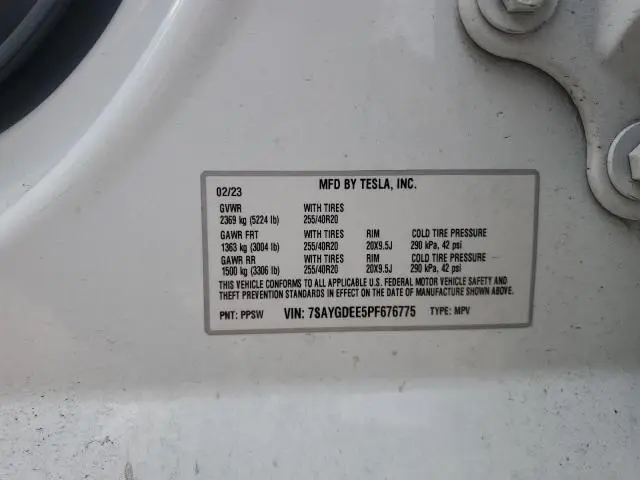 02/23 MFD BY TESLA, INC.
GVWR WITH TIRES
2369 kg (5224 lb) 255/40R20
GAWR FRT WITH TIRES RIM COLD TIRE PRESSURE
1363 kg (3004 lb) 255/40R20 20X9.5J 290 kPa, 42 psi
GAWR RR WITH TIRES RIM COLD TIRE PRESSURE
1500 kg (3306 lb) 255/40R20 20X9.5J 290 kPa, 42 psi
THIS VEHICLE CONFORMS TO ALL APPLICABLE U.S. FEDERAL MOTOR VEHICLE SAFETY AND
THEFT PREVENTION STANDARDS IN EFFECT ON THE DATE OF MANUFACTURE SHOWN ABOVE.
PNT: PPSW VIN: 7SAYGDEE5PF676775 TYPE: MPV